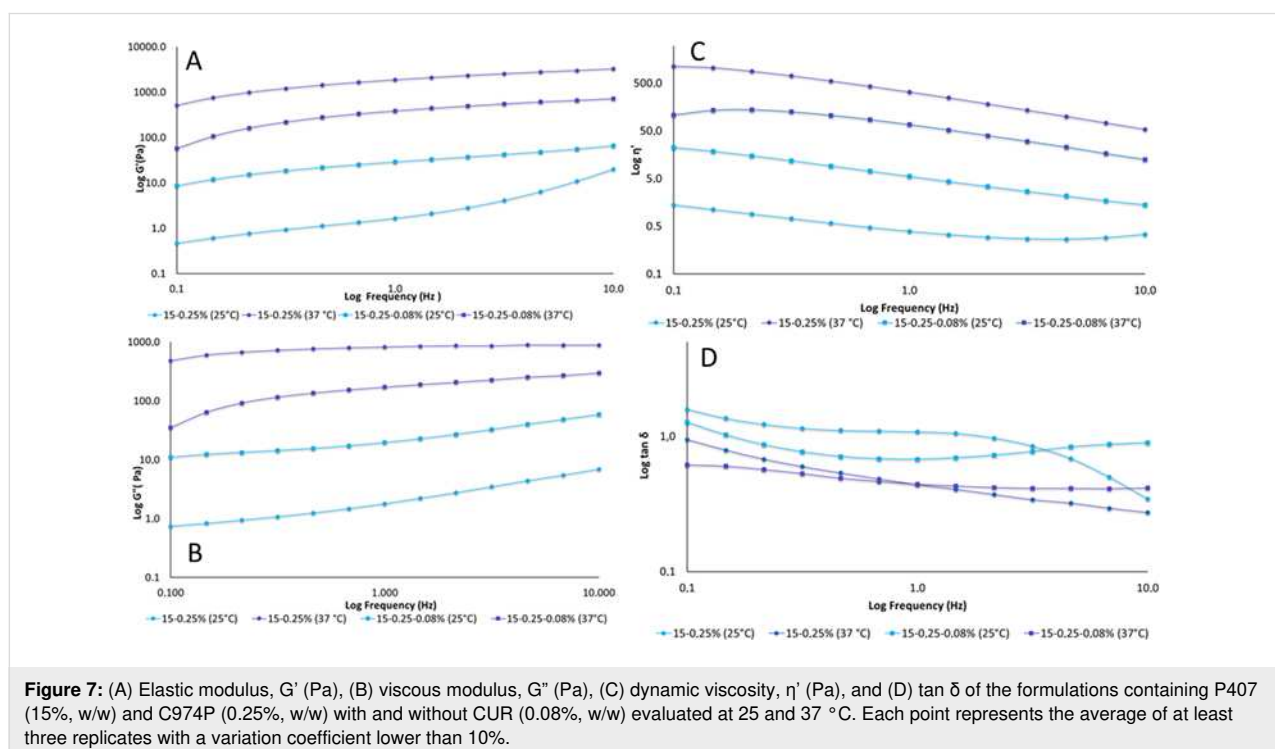 A
10000.0
1000.0
100.0
10.0
1.0
0.1
Log G'(Pa)
0.1
1.0
10.0
Log Frequency (Hz )
15-0.25% (25°C)
15-0.25% (37 °C)
15-0.25-0.08% (25°C)
15-0.25-0.08% (37°C)
C
500.0
50.0
5.0
0.5
0.1
Log η'
0.1
1.0
10.0
Log Frequency (Hz)
15-0.25% (25°C)
15-0.25% (37 °C)
15-0.25-0.08% (25°C)
15-0.25-0.08% (37°C)
1000.0
100.0
10.0
1.0
0.1
Log G"( Pa)
B
0.100
1.000
10.000
Log Frequency (Hz)
15-0.25% (25°C)
15-0.25% (37 °C)
15-0.25-0.08% (25°C)
15-0.25-0.08% (37°C)
D
1.0
0.1
Log tan δ
0.1
1.0
10.0
Log Frequency (Hz)
15-0.25% (25°C)
15-0.25% (37 °C)
15-0.25-0.08% (25°C)
15-0.25-0.08% (37°C)
Figure 7: (A) Elastic modulus, G’ (Pa), (B) viscous modulus, G” (Pa), (C) dynamic viscosity, η’ (Pa), and (D) tan δ of the formulations containing P407
(15%, w/w) and C974P (0.25%, w/w) with and without CUR (0.08%, w/w) evaluated at 25 and 37 °C. Each point represents the average of at least
three replicates with a variation coefficient lower than 10%.